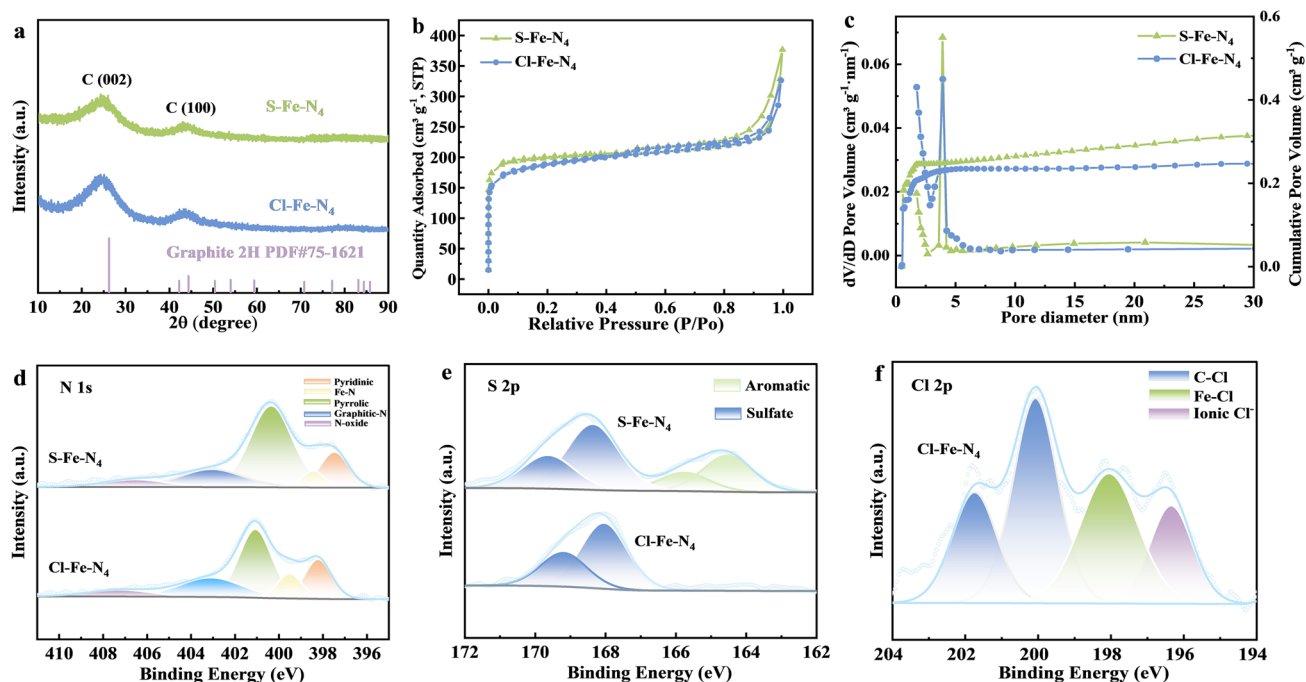 a
C (002)
C (100)
S-Fe-N₄
Cl-Fe-N₄
Graphite 2H PDF#75-1621
Intensity (a.u.)
10 20 30 40 50 60 70 80 90
2θ (degree)
b
S-Fe-N₄
Cl-Fe-N₄
Quantity Adsorbed (cm³ g⁻¹, STP)
400
350
300
250
200
150
100
50
0
0.0 0.2 0.4 0.6 0.8 1.0
Relative Pressure (P/Po)
c
S-Fe-N₄
Cl-Fe-N₄
dV/dD Pore Volume (cm³ g⁻¹·nm⁻¹)
0.06
0.04
0.02
0.00
Cumulative Pore Volume (cm³ g⁻¹)
0.6
0.4
0.2
0.0
0 5 10 15 20 25 30
Pore diameter (nm)
d
N 1s
Pyridinic
Fe-N
Pyrrolic
Graphitic-N
N-oxide
S-Fe-N₄
Cl-Fe-N₄
Intensity (a.u.)
410 408 406 404 402 400 398 396
Binding Energy (eV)
e
S 2p
Aromatic
Sulfate
S-Fe-N₄
Cl-Fe-N₄
Intensity (a.u.)
172 170 168 166 164 162
Binding Energy (eV)
f
Cl 2p
C-Cl
Fe-Cl
Ionic Cl⁻
Cl-Fe-N₄
Intensity (a.u.)
204 202 200 198 196 194
Binding Energy (eV)